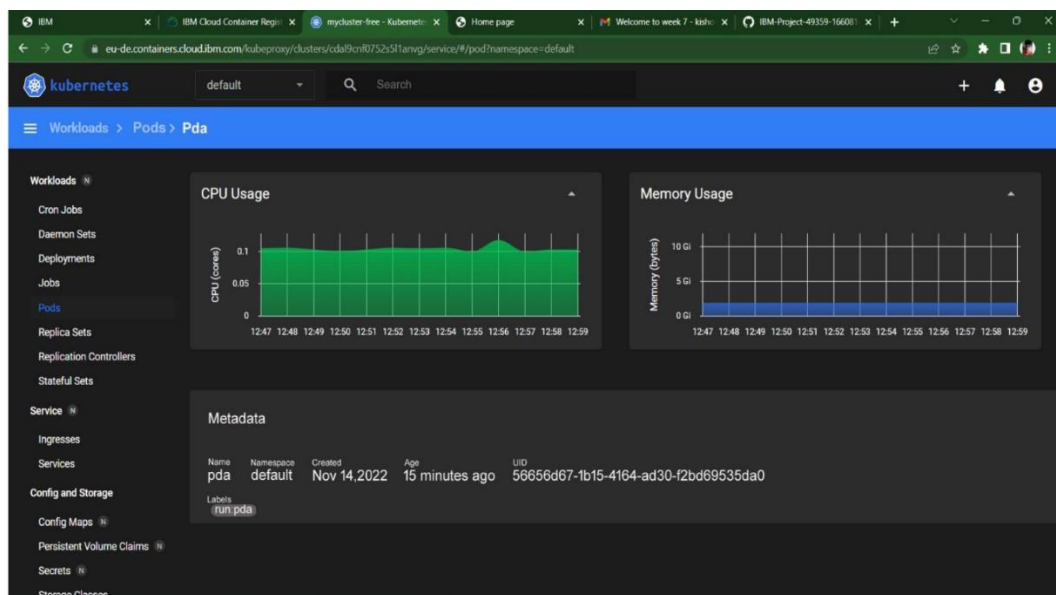 IBM
IBM Cloud Container Regist
mycluster-free - Kubernete
Home page
Welcome to week 7 - kisho
IBM-Project-49359-166081
eu-de.containers.cloud.ibm.com/kubeproxy/clusters/cdal9cnf0752s5l1anvg/service/#/pod?namespace=default
kubernetes
default
Search
Workloads > Pods > Pda
Workloads N
Cron Jobs
Daemon Sets
Deployments
Jobs
Pods
Replica Sets
Replication Controllers
Stateful Sets
Service N
Ingresses
Services
Config and Storage
Config Maps N
Persistent Volume Claims N
Secrets N
Storage Classes
CPU Usage
CPU (cores)
0.1
0.05
0
12:47 12:48 12:49 12:50 12:51 12:52 12:53 12:54 12:55 12:56 12:57 12:58 12:59
Memory Usage
Memory (bytes)
10 Gi
5 Gi
0 Gi
12:47 12:48 12:49 12:50 12:51 12:52 12:53 12:54 12:55 12:56 12:57 12:58 12:59
Metadata
Name Namespace Created Age UID
pda default Nov 14,2022 15 minutes ago 56656d67-1b15-4164-ad30-f2bd69535da0
Labels
run:pda